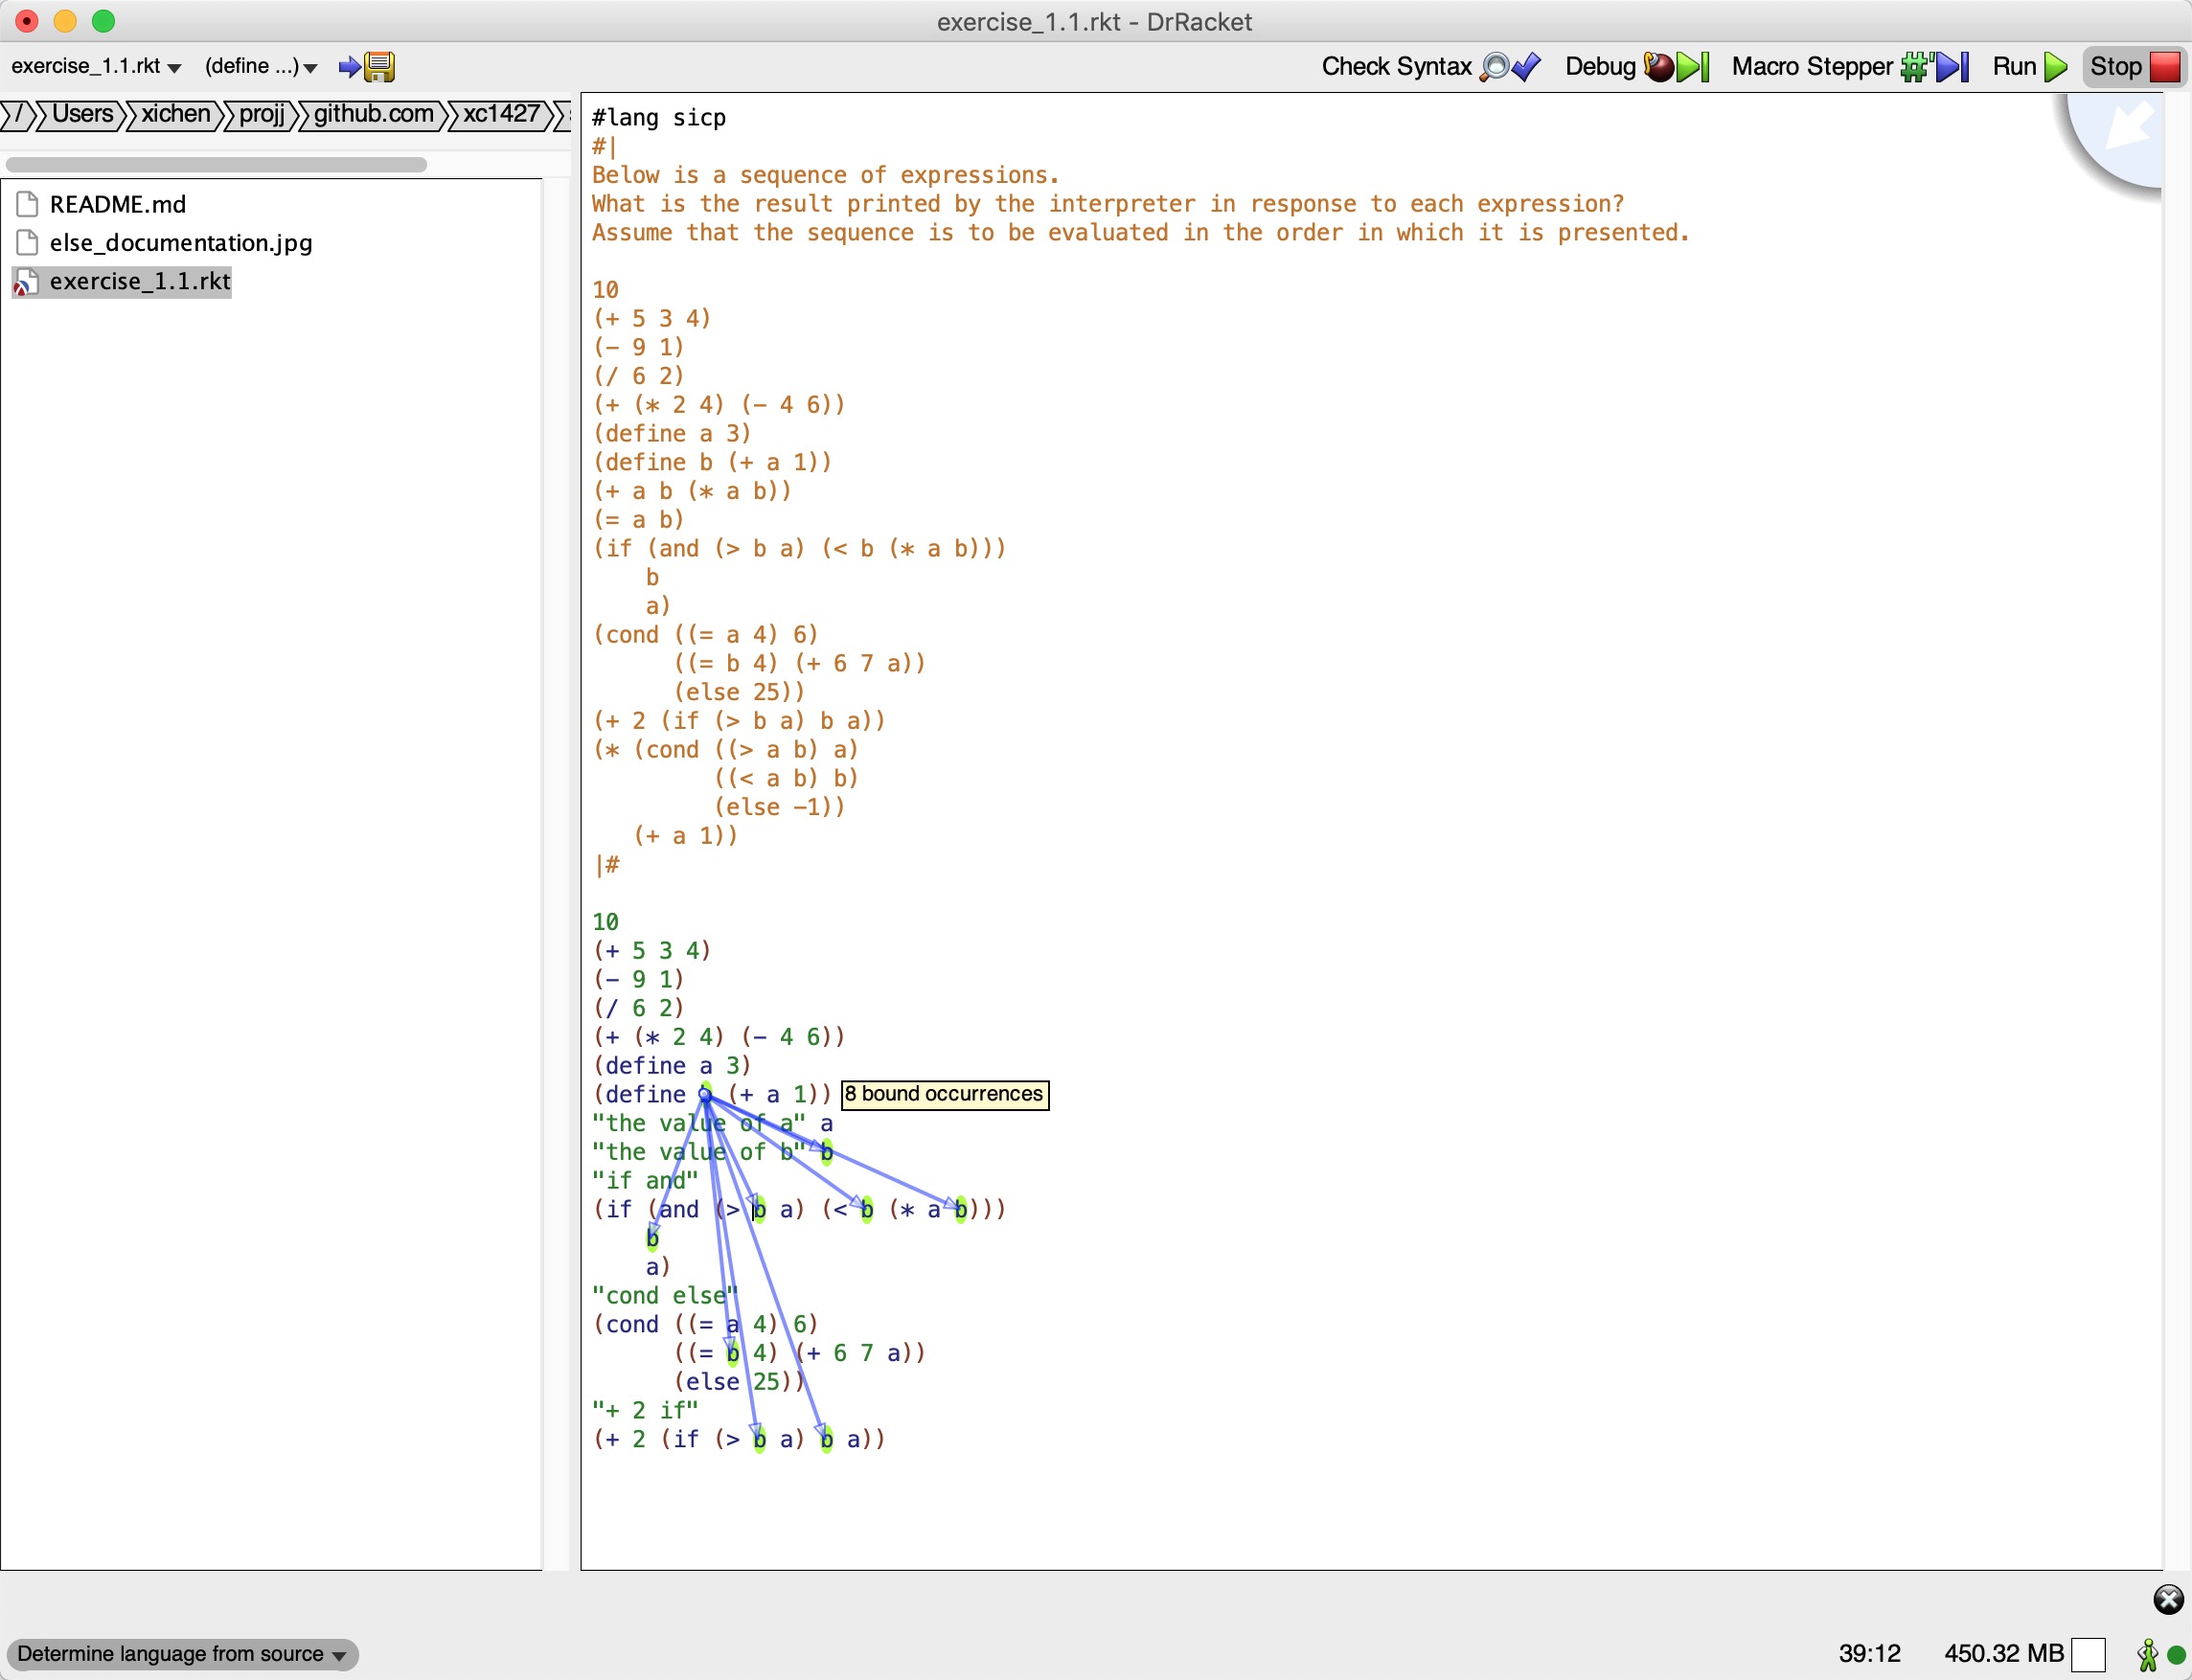 exercise_1.1.rkt - DrRacket
exercise_1.1.rkt (define ...) Check Syntax Debug Macro Stepper #' Run Stop
/ Users xichen projj github.com xc1427
README.md
else_documentation.jpg
exercise_1.1.rkt
#lang sicp
#|
Below is a sequence of expressions.
What is the result printed by the interpreter in response to each expression?
Assume that the sequence is to be evaluated in the order in which it is presented.
10
(+ 5 3 4)
(- 9 1)
(/ 6 2)
(+ (* 2 4) (- 4 6))
(define a 3)
(define b (+ a 1))
(+ a b (* a b))
(= a b)
(if (and (> b a) (< b (* a b)))
    b
    a)
(cond ((= a 4) 6)
      ((= b 4) (+ 6 7 a))
      (else 25))
(+ 2 (if (> b a) b a))
(* (cond ((> a b) a)
         ((< a b) b)
         (else -1))
   (+ a 1))
|#
10
(+ 5 3 4)
(- 9 1)
(/ 6 2)
(+ (* 2 4) (- 4 6))
(define a 3)
(define b (+ a 1)) 8 bound occurrences
"the value of a" a
"the value of b" b
"if and"
(if (and (> b a) (< b (* a b)))
    b
    a)
"cond else"
(cond ((= a 4) 6)
      ((= b 4) (+ 6 7 a))
      (else 25))
"+ 2 if"
(+ 2 (if (> b a) b a))
Determine language from source 39:12 450.32 MB